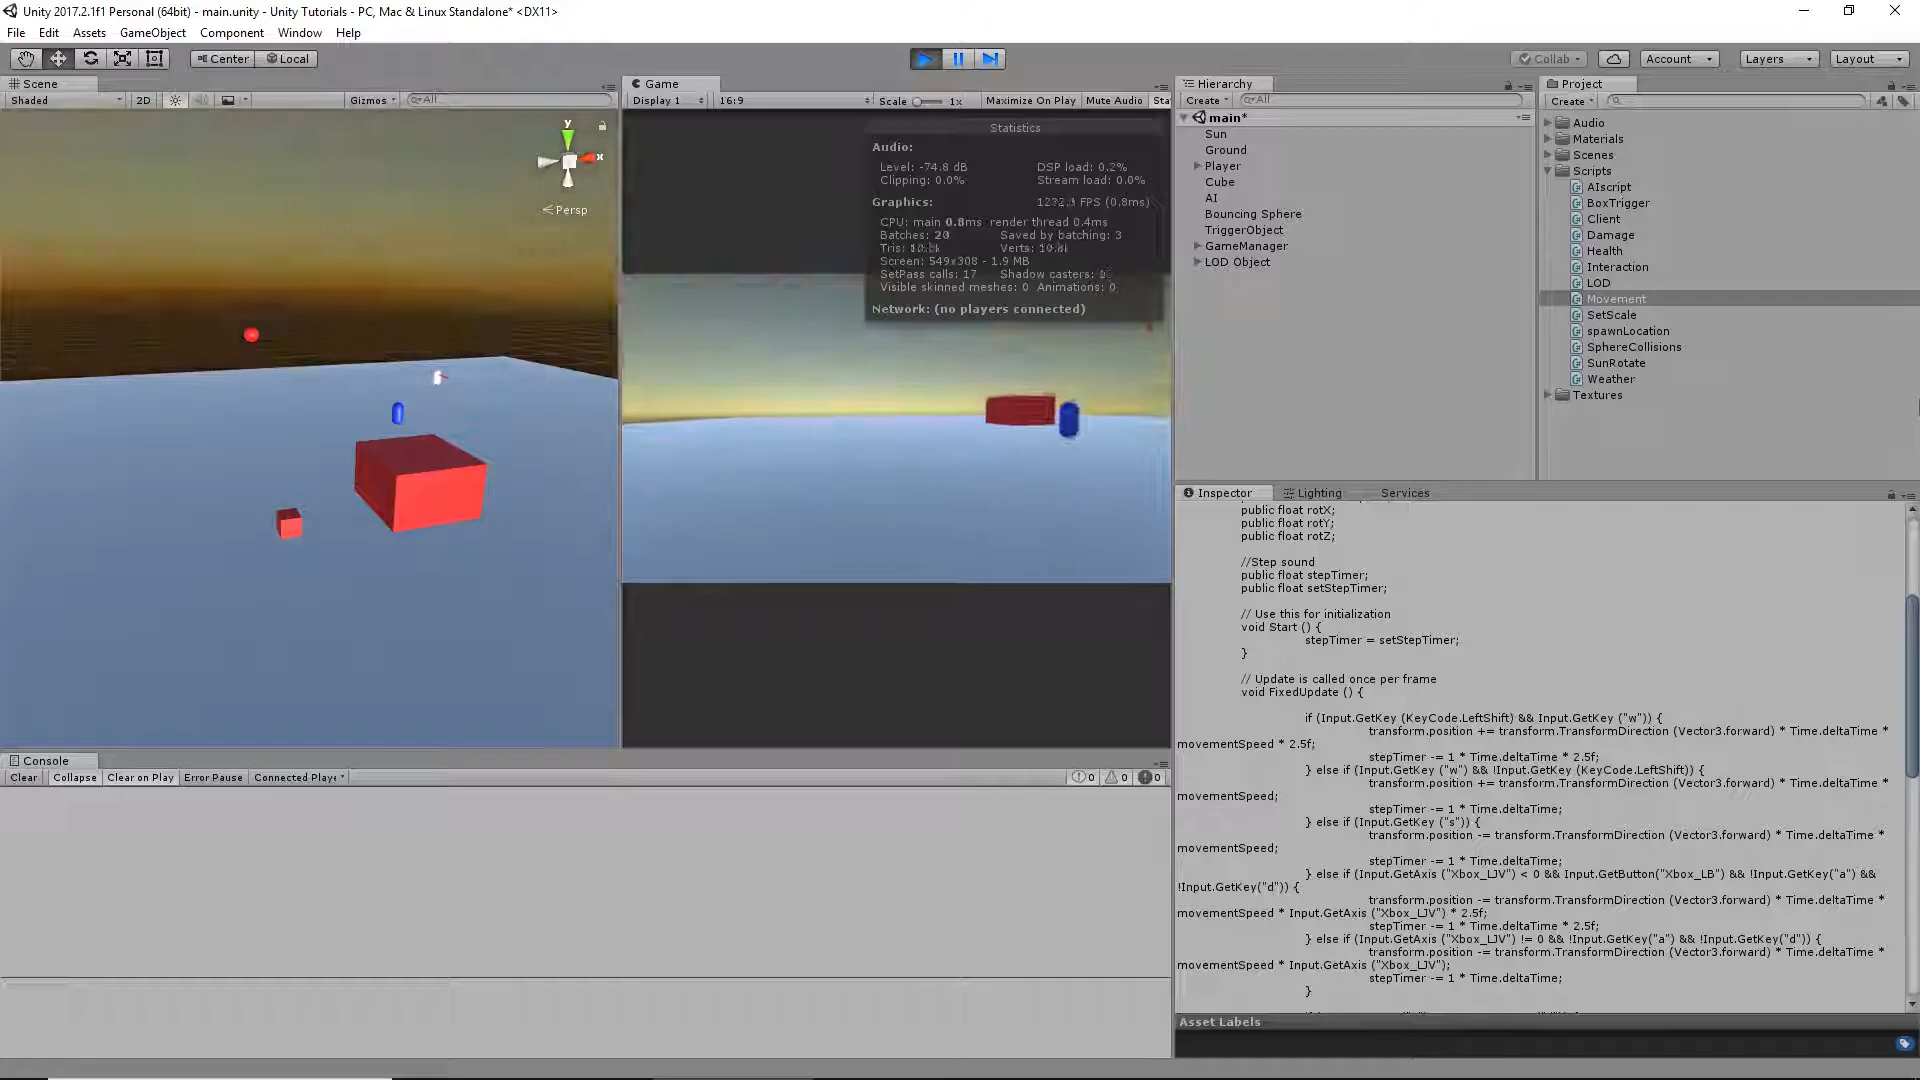 Unity 2017.2.1f1 Personal (64bit) - main.unity - Unity Tutorials - PC, Mac & Linux Standalone* <DX11>
File Edit Assets GameObject Component Window Help
Center Local Collab Account Layers Layout
Scene
Shaded 2D Gizmos All
y
x
Persp
Game
Display 1 16:9 Scale 1x Maximize On Play Mute Audio Sta
Statistics
Audio:
Level: -74.8 dB DSP load: 0.2%
Clipping: 0.0% Stream load: 0.0%
Graphics: FPS (0.8ms)
CPU: main 0.8ms render thread 0.4ms
Batches: 20 Saved by batching: 3
Tris: Verts:
Screen: 549x308 - 1.9 MB
SetPass calls: 17 Shadow casters:
Visible skinned meshes: 0 Animations: 0
Network: (no players connected)
Hierarchy
Create All
main*
Sun
Ground
Player
Cube
AI
Bouncing Sphere
TriggerObject
GameManager
LOD Object
Project
Create
Audio
Materials
Scenes
Scripts
AIscript
BoxTrigger
Client
Damage
Health
Interaction
LOD
Movement
SetScale
spawnLocation
SphereCollisions
SunRotate
Weather
Textures
Inspector Lighting Services
public float rotX;
public float rotY;
public float rotZ;
//Step sound
public float stepTimer;
public float setStepTimer;
// Use this for initialization
void Start () {
stepTimer = setStepTimer;
}
// Update is called once per frame
void FixedUpdate () {
if (Input.GetKey (KeyCode.LeftShift) && Input.GetKey ("w")) {
transform.position += transform.TransformDirection (Vector3.forward) * Time.deltaTime *
movementSpeed * 2.5f;
stepTimer -= 1 * Time.deltaTime * 2.5f;
} else if (Input.GetKey ("w") && !Input.GetKey (KeyCode.LeftShift)) {
transform.position += transform.TransformDirection (Vector3.forward) * Time.deltaTime *
movementSpeed;
stepTimer -= 1 * Time.deltaTime;
} else if (Input.GetKey ("s")) {
transform.position -= transform.TransformDirection (Vector3.forward) * Time.deltaTime *
movementSpeed;
stepTimer -= 1 * Time.deltaTime;
} else if (Input.GetAxis ("Xbox_LJV") < 0 && Input.GetButton("Xbox_LB") && !Input.GetKey("a") &&
!Input.GetKey("d")) {
transform.position -= transform.TransformDirection (Vector3.forward) * Time.deltaTime *
movementSpeed * Input.GetAxis ("Xbox_LJV") * 2.5f;
stepTimer -= 1 * Time.deltaTime * 2.5f;
} else if (Input.GetAxis ("Xbox_LJV") != 0 && !Input.GetKey("a") && !Input.GetKey("d")) {
transform.position -= transform.TransformDirection (Vector3.forward) * Time.deltaTime *
movementSpeed * Input.GetAxis ("Xbox_LJV");
stepTimer -= 1 * Time.deltaTime;
}
Asset Labels
Console
Clear Collapse Clear on Play Error Pause Connected Playe 0 0 0